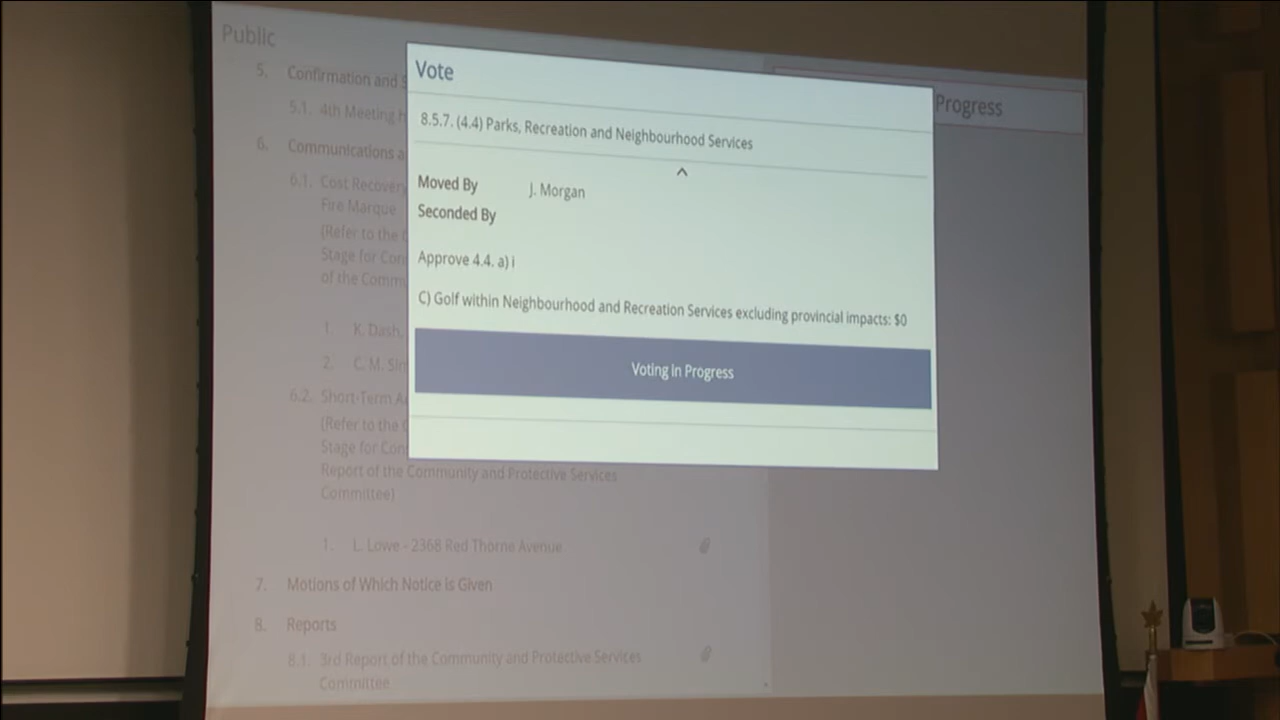 Public
5. Confirmation and S
5.1. 4th Meeting H
6. Communications a
6.1. Cost Recovery
Fire Marque
(Refer to the C
Stage for Con
of the Commu
1. K. Dash,
2. C. M. Sin
6.2. Short-Term A
(Refer to the C
Stage for Con
Report of the Community and Protective Services
Committee)
1. L. Lowe - 2368 Red Thorne Avenue
7. Motions of Which Notice is Given
8. Reports
8.1. 3rd Report of the Community and Protective Services
Committee
Vote
8.5.7. (4.4) Parks, Recreation and Neighbourhood Services
Moved By J. Morgan
Seconded By
Approve 4.4. a) i
C) Golf within Neighbourhood and Recreation Services excluding provincial impacts: $0
Voting in Progress
Progress